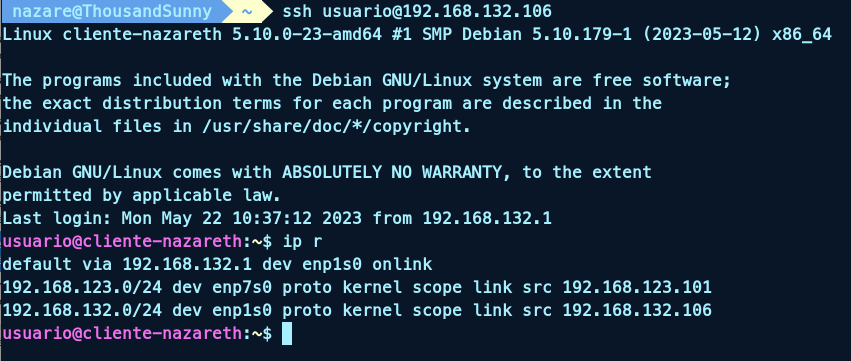 nazare@ThousandSunny ~ ssh usuario@192.168.132.106
Linux cliente-nazareth 5.10.0-23-amd64 #1 SMP Debian 5.10.179-1 (2023-05-12) x86_64
The programs included with the Debian GNU/Linux system are free software;
the exact distribution terms for each program are described in the
individual files in /usr/share/doc/*/copyright.
Debian GNU/Linux comes with ABSOLUTELY NO WARRANTY, to the extent
permitted by applicable law.
Last login: Mon May 22 10:37:12 2023 from 192.168.132.1
usuario@cliente-nazareth:~$ ip r
default via 192.168.132.1 dev enp1s0 onlink
192.168.123.0/24 dev enp7s0 proto kernel scope link src 192.168.123.101
192.168.132.0/24 dev enp1s0 proto kernel scope link src 192.168.132.106
usuario@cliente-nazareth:~$